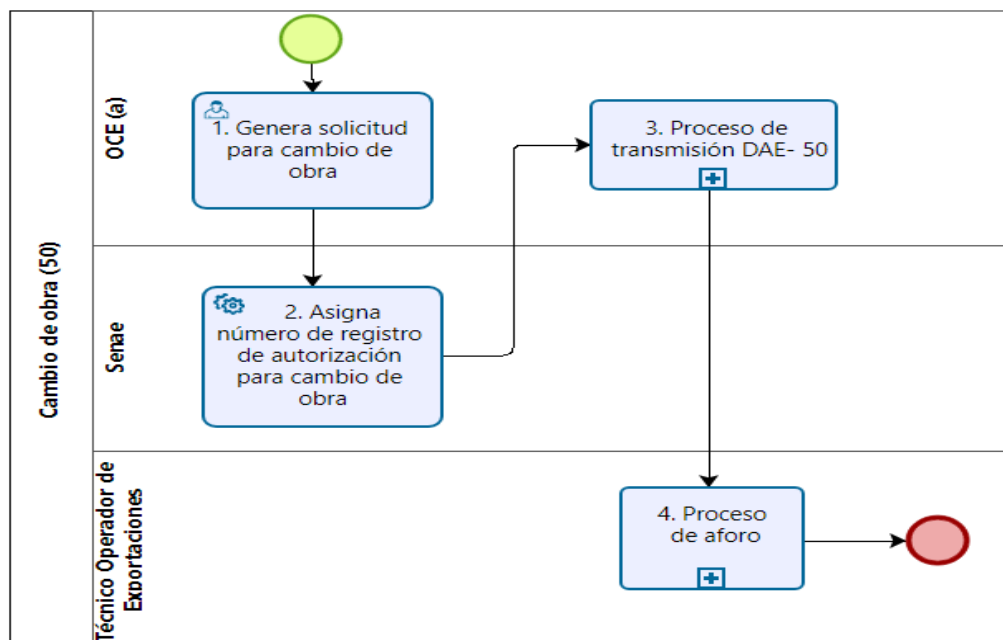 Cambio de obra (50)
OCE (a)
1. Genera solicitud
para cambio de
obra
3. Proceso de
transmisión DAE- 50
Senae
2. Asigna
número de registro
de autorización
para cambio de
obra
Técnico Operador de
Exportaciones
4. Proceso
de aforo